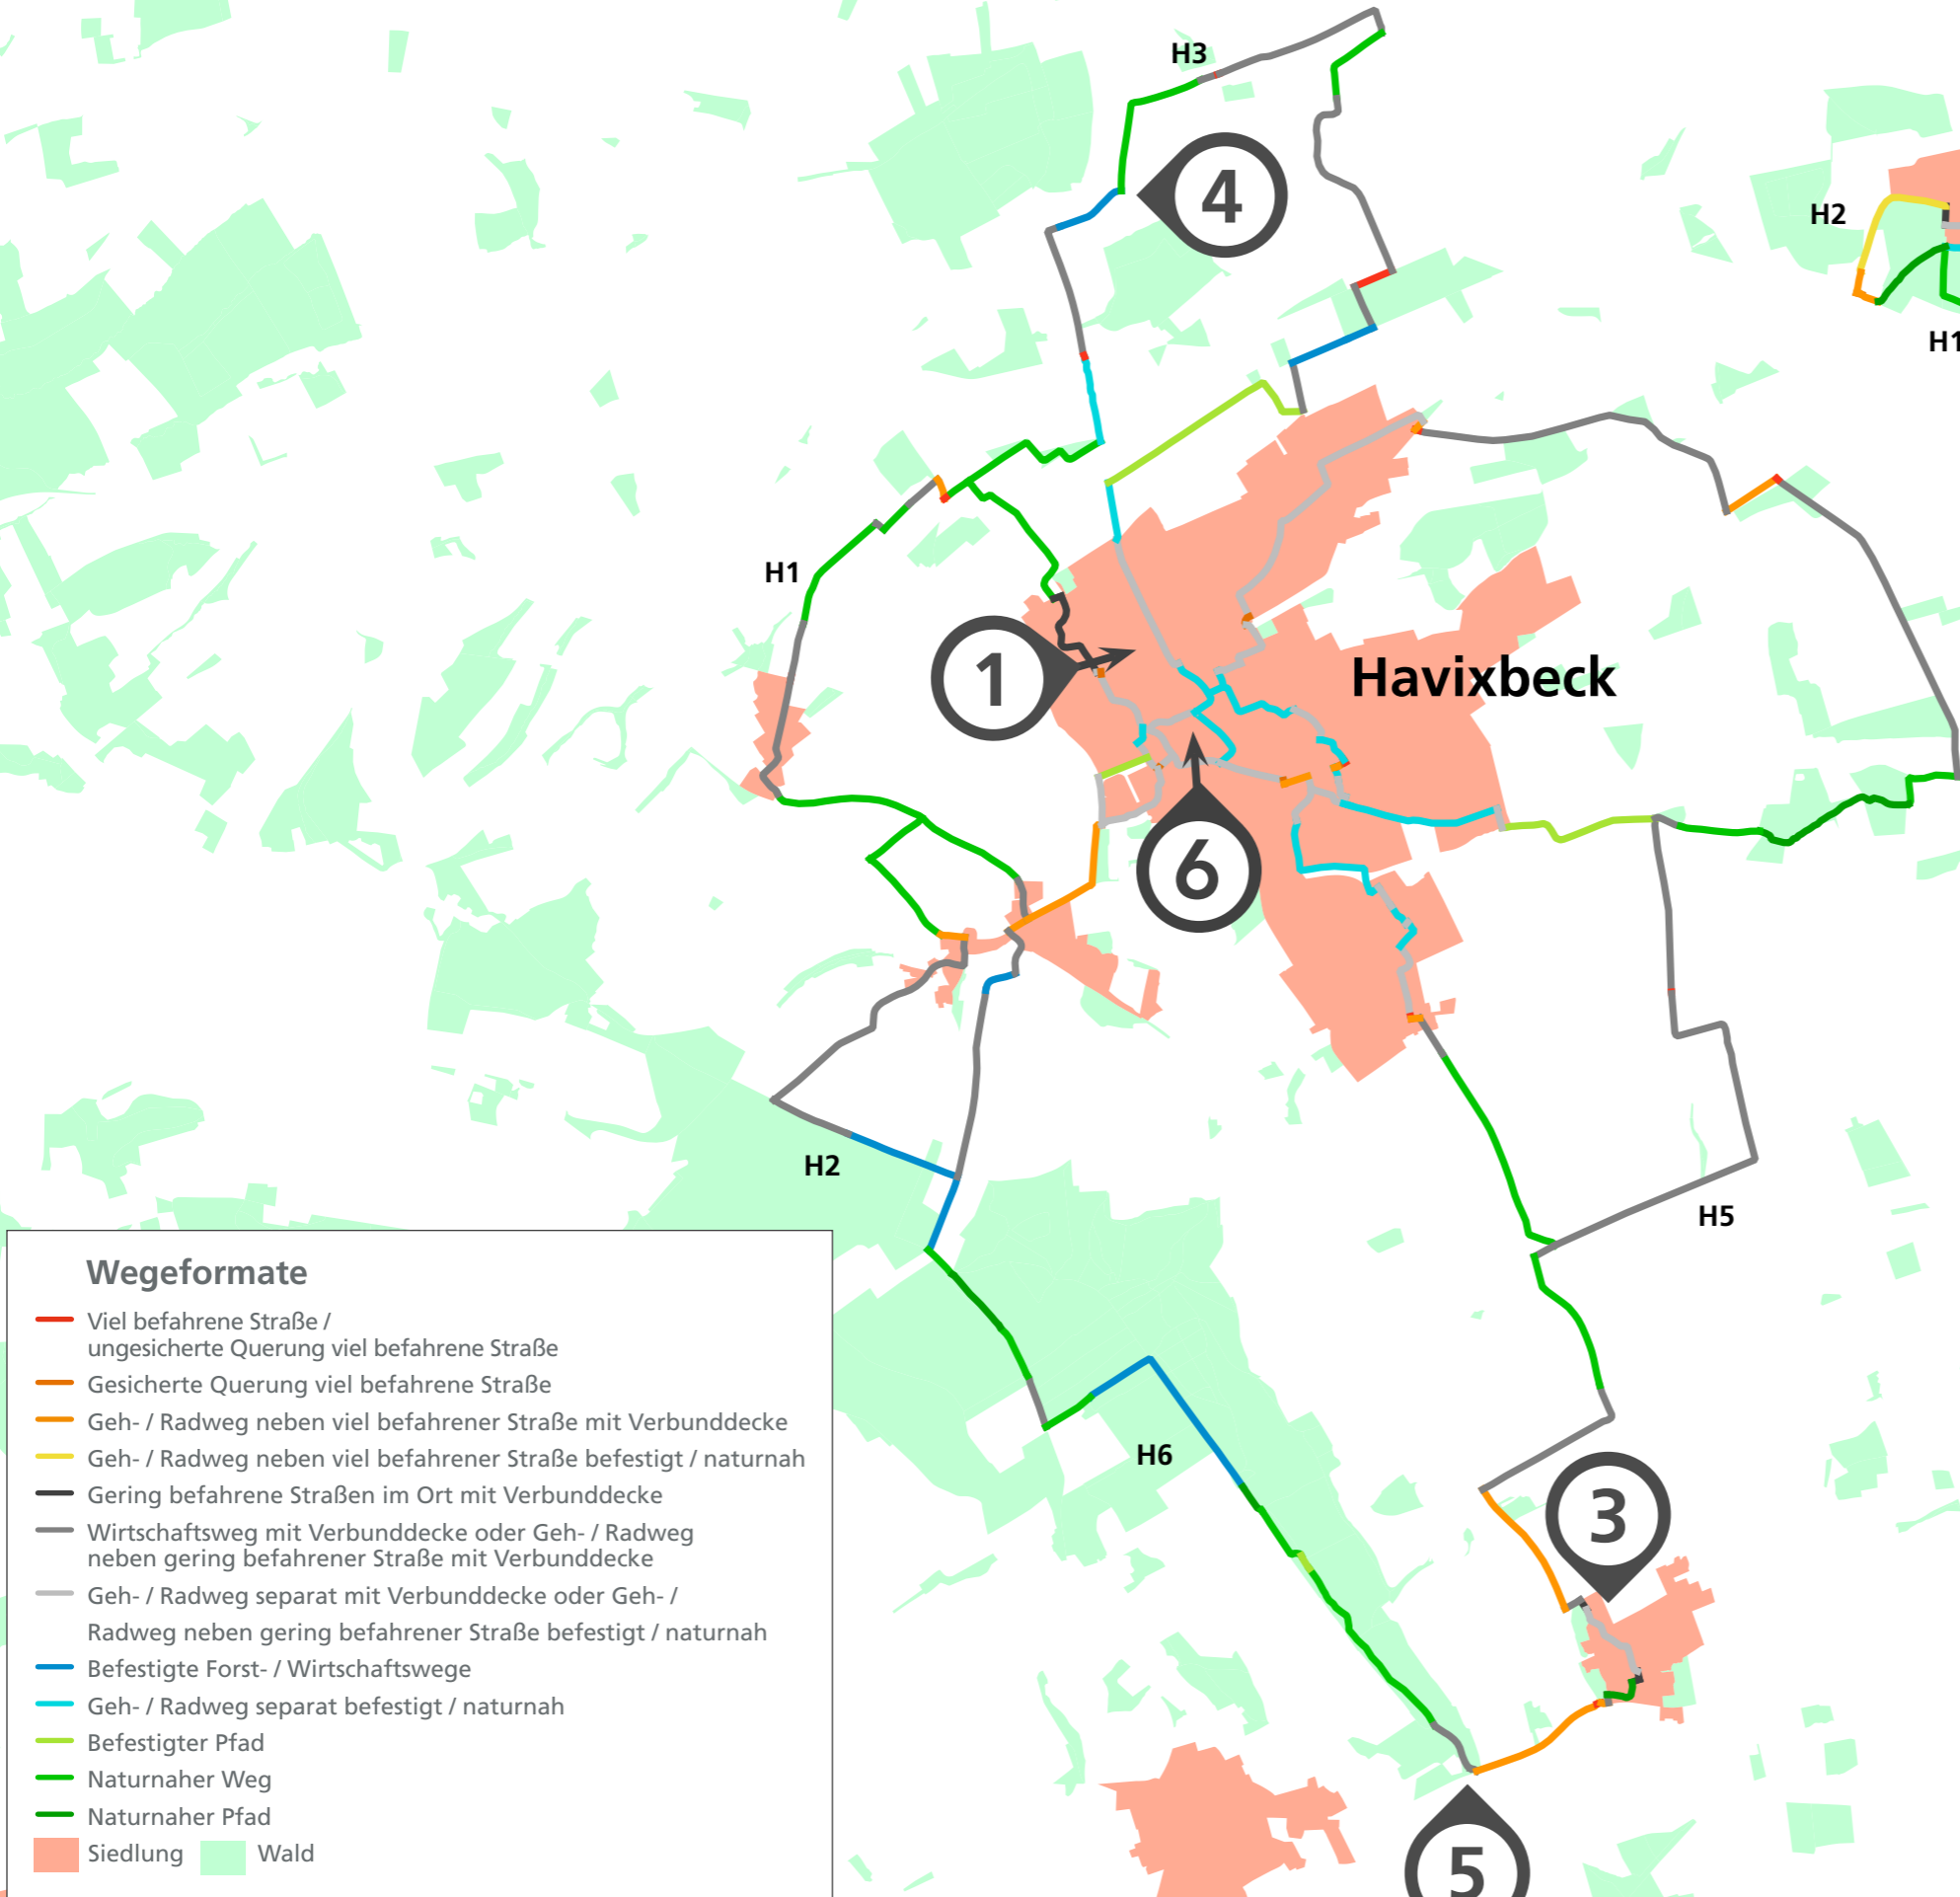 H3
4
H2
H1
H1
1
Havixbeck
6
H2
H5
H6
3
5
Wegeformate
Viel befahrene Straße /
ungesicherte Querung viel befahrene Straße
Gesicherte Querung viel befahrene Straße
Geh- / Radweg neben viel befahrener Straße mit Verbunddecke
Geh- / Radweg neben viel befahrener Straße befestigt / naturnah
Gering befahrene Straßen im Ort mit Verbunddecke
Wirtschaftsweg mit Verbunddecke oder Geh- / Radweg
neben gering befahrener Straße mit Verbunddecke
Geh- / Radweg separat mit Verbunddecke oder Geh- /
Radweg neben gering befahrener Straße befestigt / naturnah
Befestigte Forst- / Wirtschaftswege
Geh- / Radweg separat befestigt / naturnah
Befestigter Pfad
Naturnaher Weg
Naturnaher Pfad
Siedlung Wald